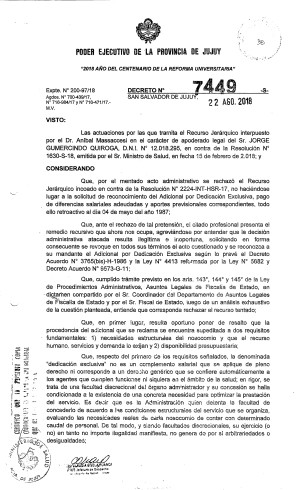 PODER EJECUTIVO DE LA PROVINCIA DE JUJUY
"2018 AÑO DEL CENTENARIO DE LA REFORMA UNIVERSITARIA"
Expte. N° 200-97/18
DECRETO N° 7449
SAN SALVADOR DE JUJUY,
22 AGO. 2018
VISTO:
Las actuaciones por las que tramita el Recurso Jerárquico interpuesto
por el Dr. Aníbal Massaccesi en carácter de apoderado legal del Sr. JORGE
GUMERCINDO QUIROGA, D.N.I. N° 12.018.295, en contra de la Resolución N°
1630-S-18, emitida por el Sr. Ministro de Salud, en fecha 15 de febrero de 2018; y
CONSIDERANDO
Que, por el mentado acto administrativo se rechazó el Recurso
Jerárquico incoado en contra de la Resolución N° 2224-INT-HSR-17, no haciéndose
lugar a la solicitud de reconocimiento del Adicional por Dedicación Exclusiva, pago
de diferencias salariales adeudadas y aportes previsionales correspondientes, todo
ello retroactivo al día 04 de mayo del año 1987;
Que, ante el rechazo de tal pretensión, el citado profesional presenta el
remedio recursivo que ahora nos ocupa, agraviándose por entender que la decisión
administrativa atacada resulta ilegítima e inoportuna, solicitando en forma
consecuente se revoque en todos sus términos el acto cuestionado y se reconozca a
su mandante el Adicional por Dedicación Exclusiva según lo prevé el Decreto
Acuerdo N° 3765(bis)-H-1985 y Ley N° 4413 reformada por la Ley N° 5682 y
Decreto Acuerdo N° 5573-G-11;
Que, cumplido trámite previsto en los arts. 143°, 144° y 145° de la Ley
de Procedimientos Administrativos, Asuntos Legales de Fiscalía de Estado, en
dictamen compartido por el Sr. Coordinador del Departamento de Asuntos Legales
de Fiscalía de Estado y por el Sr. Fiscal de Estado, luego de un análisis exhaustivo
de la cuestión planteada, entiende que corresponde rechazar el recurso tentado;
Que, en primer lugar, resulta oportuno poner de resalto que la
procedencia del adicional que se reclama se encuentra supeditada a dos requisitos
fundamentales: 1) necesidades estructurales del nosocomio y que el recurso
humano, servicios y demanda lo exijan y 2) disponibilidad presupuestaria;
Que, respecto del primero de los requisitos señalados, la denominada
"dedicación exclusiva" no es un complemento salarial que se aplique de pleno
derecho ni corresponde a un derecho genuino que se confiere automáticamente a
los agentes que cumplen funciones ni siquiera en el ámbito de la salud; en rigor, se
trata de una facultad discrecional del órgano administrador y su concesión se halla
condicionada a la existencia de una concreta necesidad para optimizar la prestación
del servicio. Es decir que es la Administración quien detenta la facultad de
concederlo de acuerdo a las condiciones estructurales del servicio que se organiza,
evaluando las necesidades reales de cada nosocomio de contar con determinado
caudal de personal. De tal modo, y siendo facultades discrecionales, su ejercicio (o
no) en tanto no importe ilegalidad manifiesta, no genera de por sí arbitrariedades o
desigualdades;